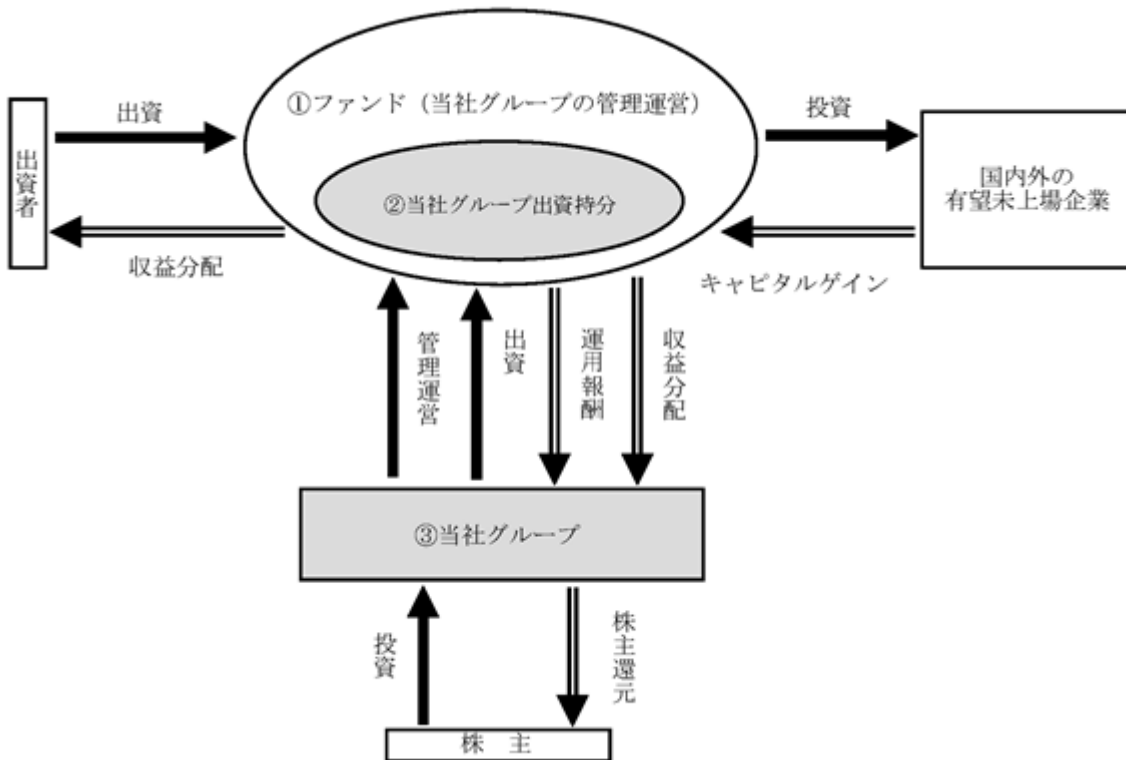 ①ファンド（当社グループの管理運営）
出資
投資
出資者
国内外の
有望未上場企業
②当社グループ出資持分
収益分配
キャピタルゲイン
管理運営
出資
運用報酬
収益分配
③当社グループ
投資
株主還元
株　主